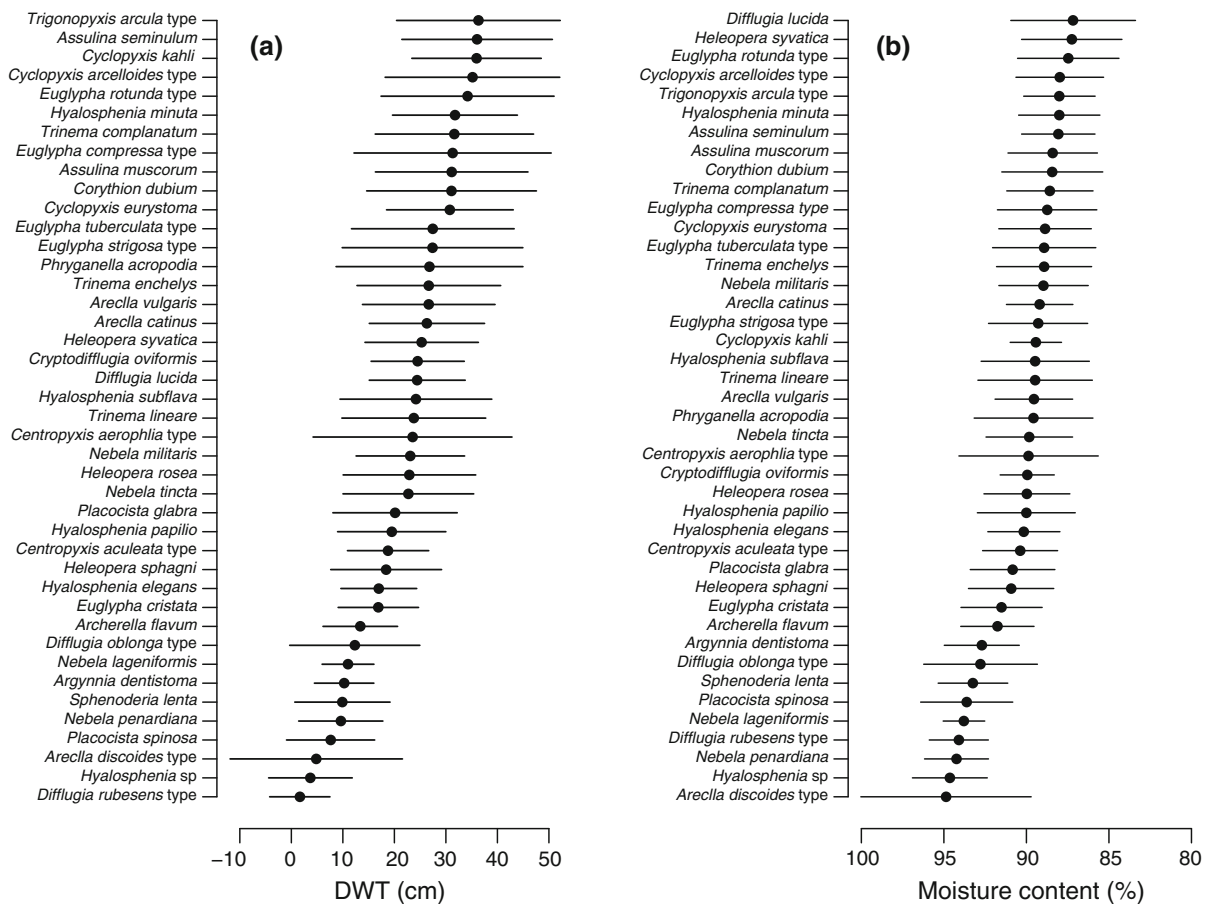 (a)
Trigonopyxis arcula type
Assulina seminulum
Cyclopyxis kahli
Cyclopyxis arcelloides type
Euglypha rotunda type
Hyalosphenia minuta
Trinema complanatum
Euglypha compressa type
Assulina muscorum
Corythion dubium
Cyclopyxis eurystoma
Euglypha tuberculata type
Euglypha strigosa type
Phryganella acropodia
Trinema enchelys
Areclla vulgaris
Areclla catinus
Heleopera syvatica
Cryptodifflugia oviformis
Difflugia lucida
Hyalosphenia subflava
Trinema lineare
Centropyxis aerophlia type
Nebela militaris
Heleopera rosea
Nebela tincta
Placocista glabra
Hyalosphenia papilio
Centropyxis aculeata type
Heleopera sphagni
Hyalosphenia elegans
Euglypha cristata
Archerella flavum
Difflugia oblonga type
Nebela lageniformis
Argynnia dentistoma
Sphenoderia lenta
Nebela penardiana
Placocista spinosa
Areclla discoides type
Hyalosphenia sp
Difflugia rubesens type
−10 0 10 20 30 40 50
DWT (cm)
(b)
Difflugia lucida
Heleopera syvatica
Euglypha rotunda type
Cyclopyxis arcelloides type
Trigonopyxis arcula type
Hyalosphenia minuta
Assulina seminulum
Assulina muscorum
Corythion dubium
Trinema complanatum
Euglypha compressa type
Cyclopyxis eurystoma
Euglypha tuberculata type
Trinema enchelys
Nebela militaris
Areclla catinus
Euglypha strigosa type
Cyclopyxis kahli
Hyalosphenia subflava
Trinema lineare
Areclla vulgaris
Phryganella acropodia
Nebela tincta
Centropyxis aerophlia type
Cryptodifflugia oviformis
Heleopera rosea
Hyalosphenia papilio
Hyalosphenia elegans
Centropyxis aculeata type
Placocista glabra
Heleopera sphagni
Euglypha cristata
Archerella flavum
Argynnia dentistoma
Difflugia oblonga type
Sphenoderia lenta
Placocista spinosa
Nebela lageniformis
Difflugia rubesens type
Nebela penardiana
Hyalosphenia sp
Areclla discoides type
100 95 90 85 80
Moisture content (%)